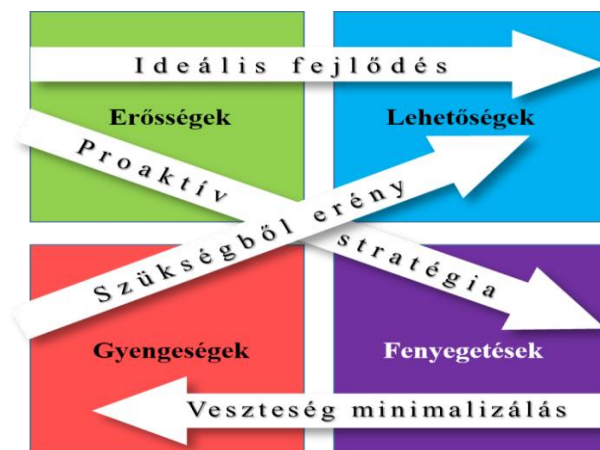 Ideális fejlődés
Erősségek
Lehetőségek
Proaktív stratégia
Szükségből erény
Gyengeségek
Fenyegetések
Veszteség minimalizálás